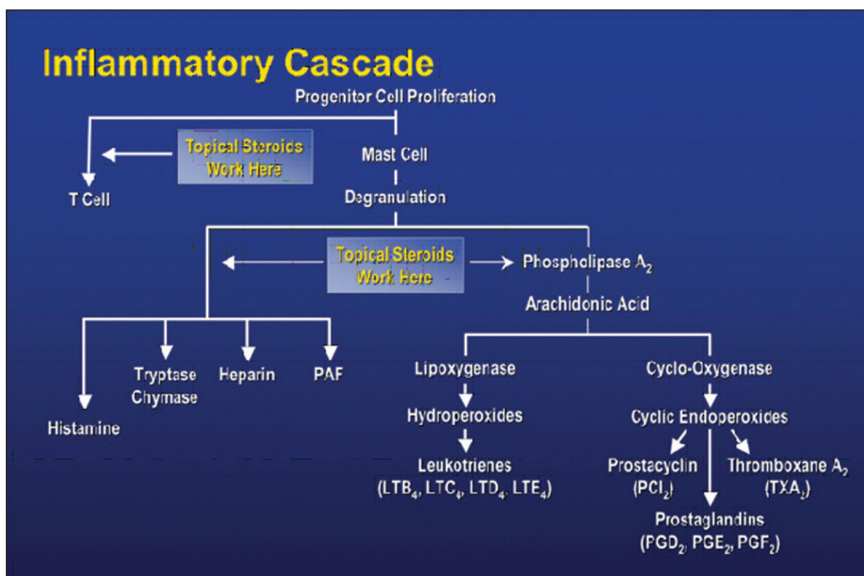 Inflammatory Cascade
Progenitor Cell Proliferation
Topical Steroids
Work Here
Mast Cell
T Cell
Degranulation
Topical Steroids
Work Here
Phospholipase A₂
Arachidonic Acid
Histamine
Tryptase
Chymase
Heparin
PAF
Lipoxygenase
Cyclo-Oxygenase
Hydroperoxides
Cyclic Endoperoxides
Leukotrienes
(LTB₄, LTC₄, LTD₄, LTE₄)
Prostacyclin
(PCI₂)
Thromboxane A₂
(TXA₂)
Prostaglandins
(PGD₂, PGE₂, PGF₂)